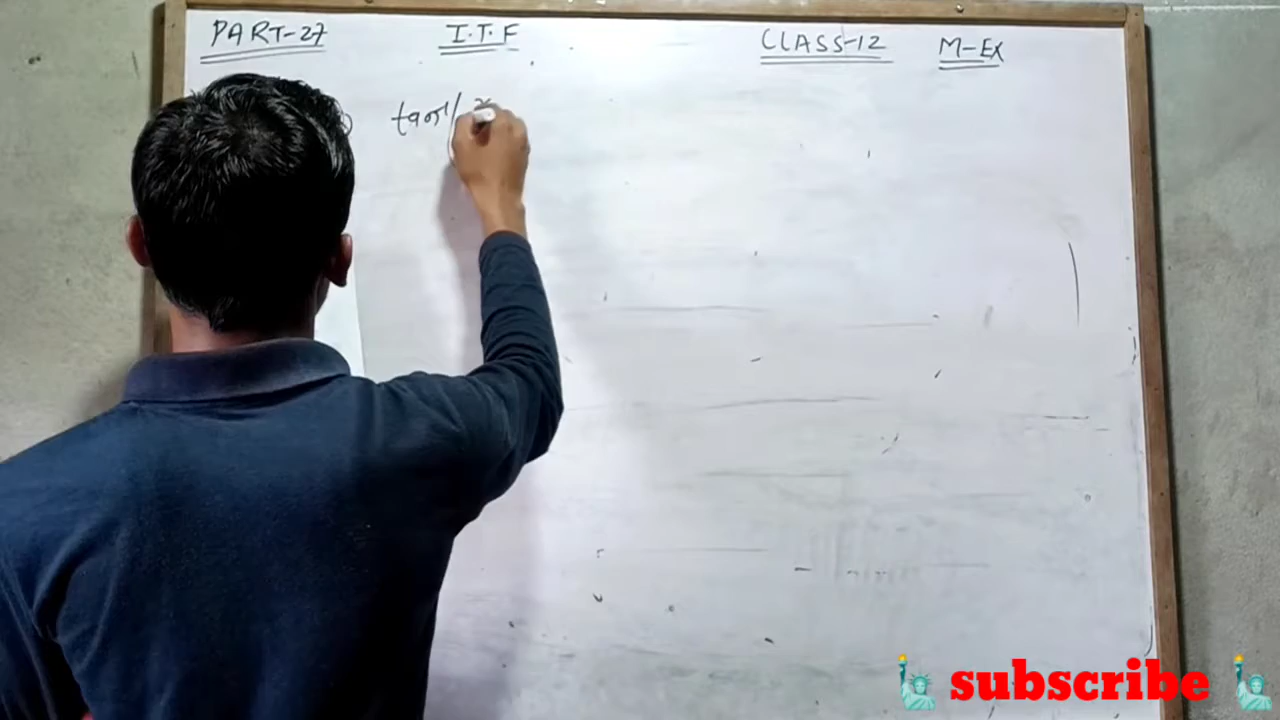 PART-27 I.T.F CLASS-12 M-Ex
tan⁻¹( x
subscribe